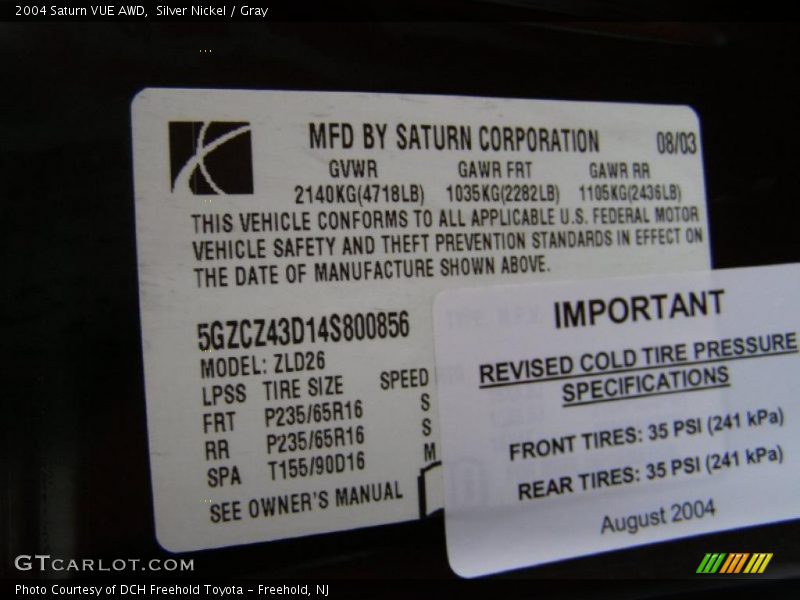 2004 Saturn VUE AWD,  Silver Nickel / Gray
MFD BY SATURN CORPORATION 08/03
GVWR GAWR FRT GAWR RR
2140KG(4718LB) 1035KG(2282LB) 1105KG(2436LB)
THIS VEHICLE CONFORMS TO ALL APPLICABLE U.S. FEDERAL MOTOR
VEHICLE SAFETY AND THEFT PREVENTION STANDARDS IN EFFECT ON
THE DATE OF MANUFACTURE SHOWN ABOVE.
5GZCZ43D14S800856
MODEL: ZLD26
LPSS TIRE SIZE SPEED
FRT P235/65R16 S
RR P235/65R16 S
SPA T155/90D16 M
SEE OWNER'S MANUAL
IMPORTANT
REVISED COLD TIRE PRESSURE
SPECIFICATIONS
FRONT TIRES: 35 PSI (241 kPa)
REAR TIRES: 35 PSI (241 kPa)
August 2004
GTCARLOT.COM
Photo Courtesy of DCH Freehold Toyota - Freehold, NJ